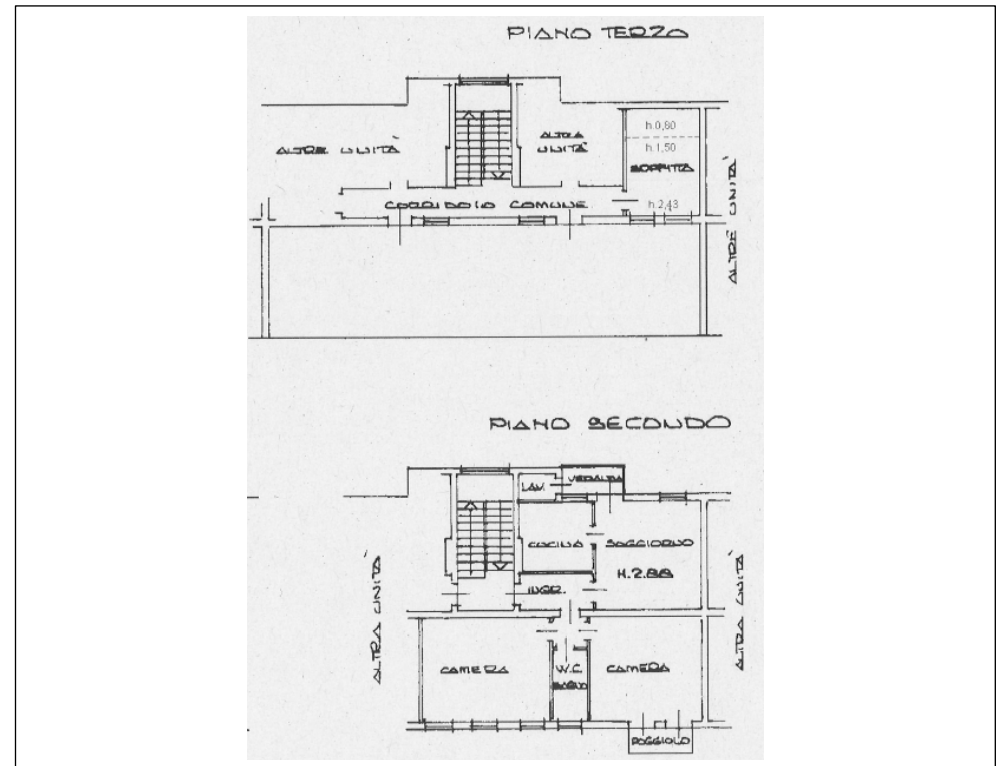 PIANO TERZO
ALTRE UNITÀ
ALTRA
UNITÀ
h.0,80
h.1,50
SOFFITTA
h.2,43
CORRIDOIO COMUNE
ALTRE UNITÀ
PIANO SECONDO
LAV.
VERANDA
CUCINA
SOGGIORNO
H.2.88
INGR.
ALTRA UNITÀ
ALTRA UNITÀ
CAMERA
W.C.
BAGNO
CAMERA
POGGIOLO